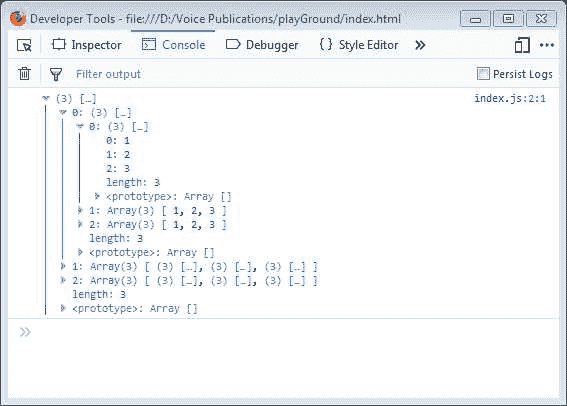 Developer Tools - file:///D:/Voice Publications/playGround/index.html
Inspector Console Debugger {} Style Editor »
Filter output Persist Logs
(3) […] index.js:2:1
0: (3) […]
0: (3) […]
0: 1
1: 2
2: 3
length: 3
<prototype>: Array []
1: Array(3) [ 1, 2, 3 ]
2: Array(3) [ 1, 2, 3 ]
length: 3
<prototype>: Array []
1: Array(3) [ (3) […], (3) […], (3) […] ]
2: Array(3) [ (3) […], (3) […], (3) […] ]
length: 3
<prototype>: Array []
»